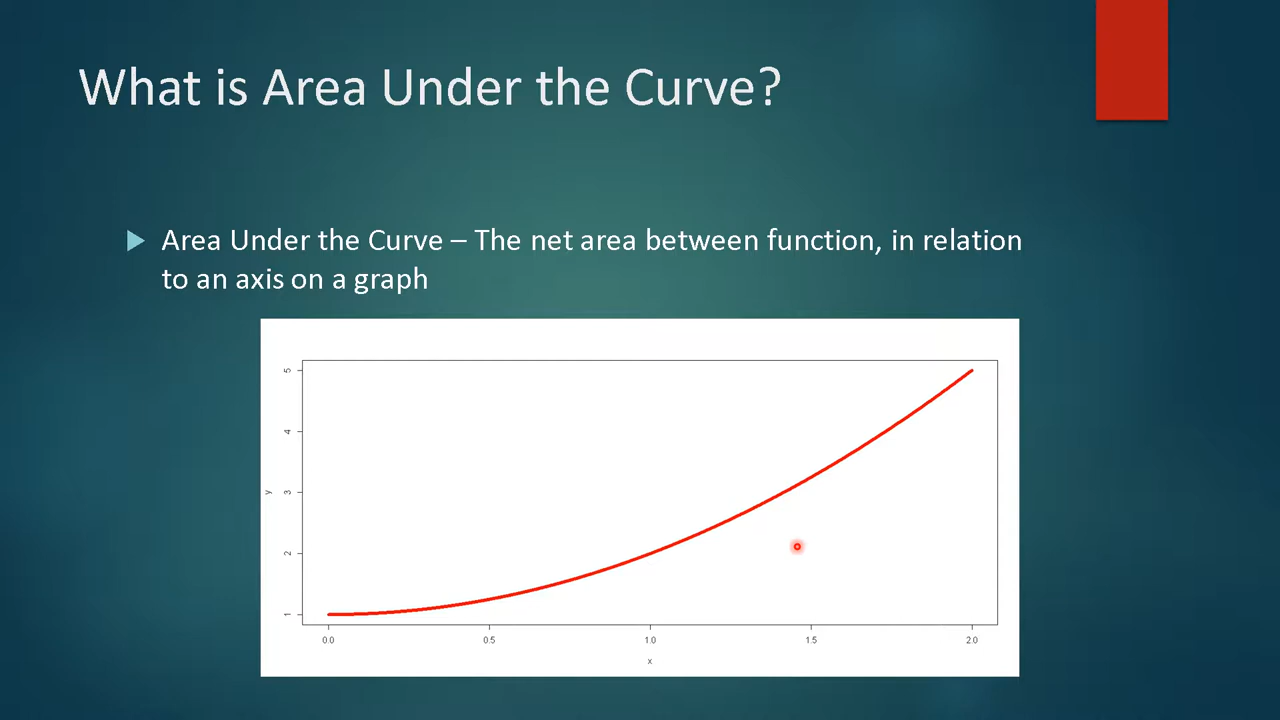 What is Area Under the Curve?
Area Under the Curve – The net area between function, in relation
to an axis on a graph
5
4
3
2
1
y
0.0 0.5 1.0 1.5 2.0
x